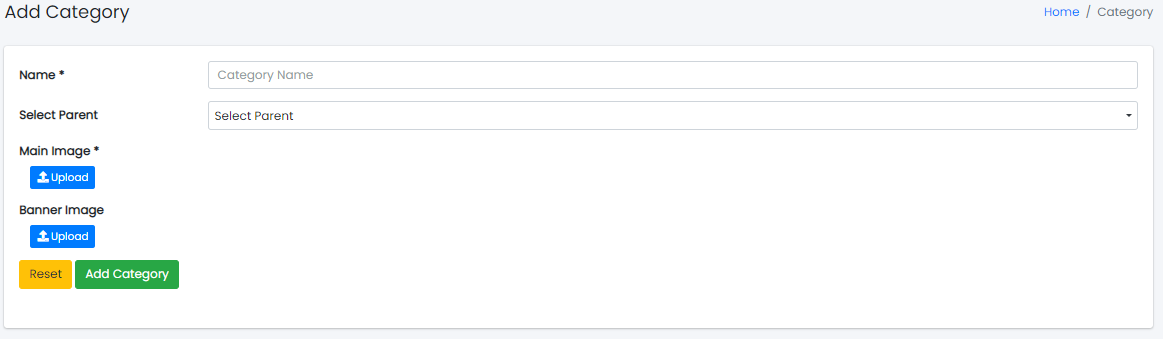 Add Category
Home / Category
Name *
Category Name
Select Parent
Select Parent
Main Image *
Upload
Banner Image
Upload
Reset
Add Category